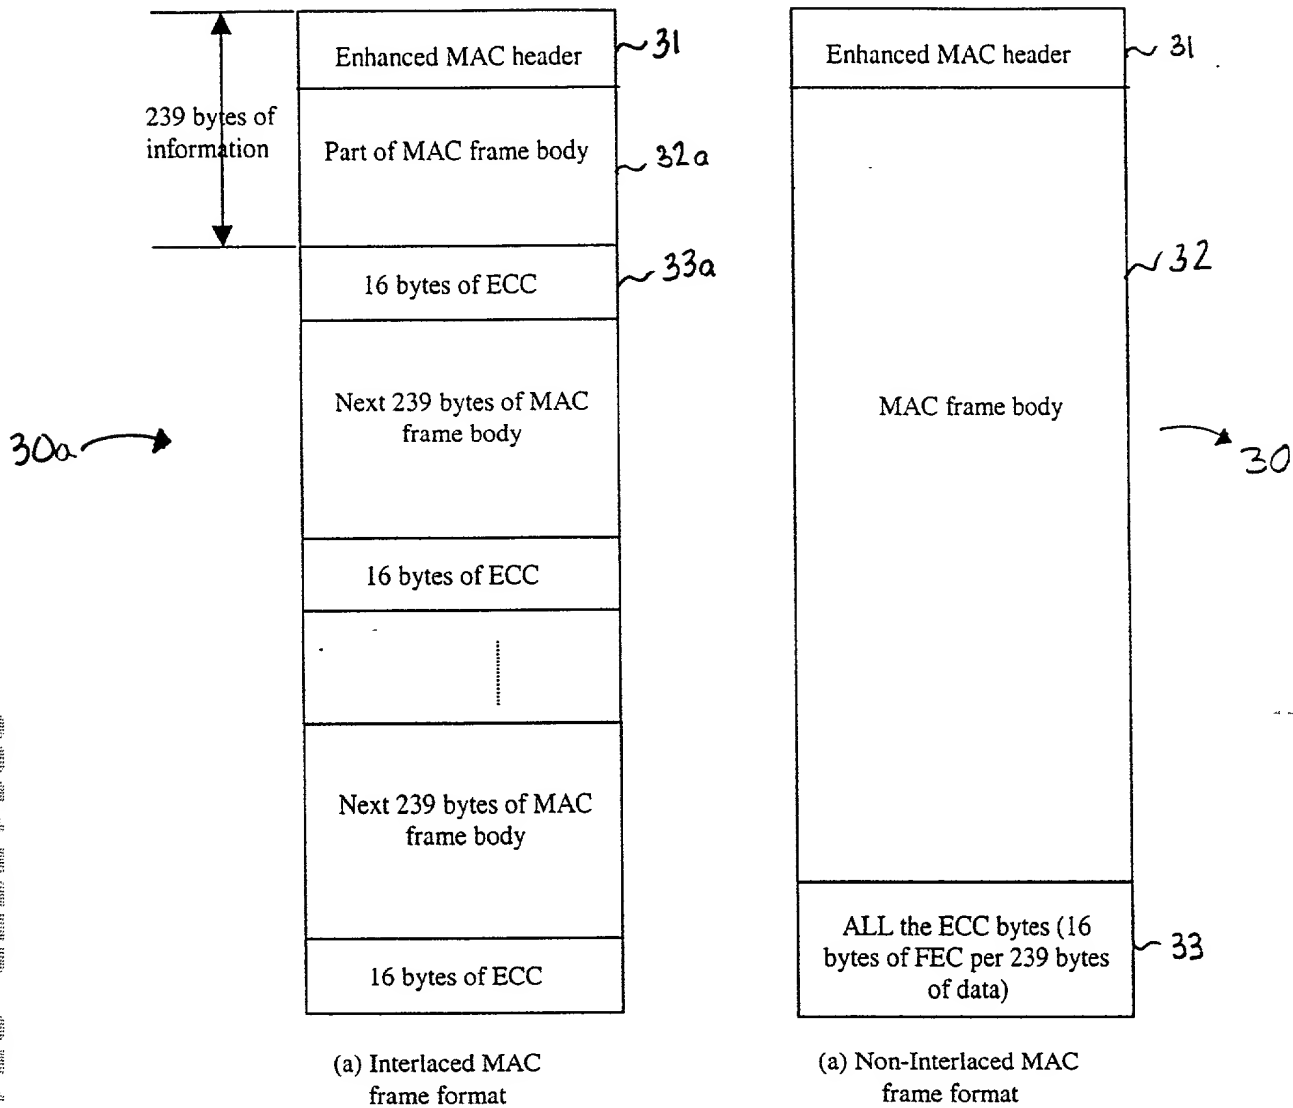 Enhanced MAC header
31
239 bytes of
information
Part of MAC frame body
32a
16 bytes of ECC
33a
Next 239 bytes of MAC
frame body
30a
16 bytes of ECC
Next 239 bytes of MAC
frame body
16 bytes of ECC
(a) Interlaced MAC
frame format
Enhanced MAC header
31
32
MAC frame body
30
ALL the ECC bytes (16
bytes of FEC per 239 bytes
of data)
33
(a) Non-Interlaced MAC
frame format